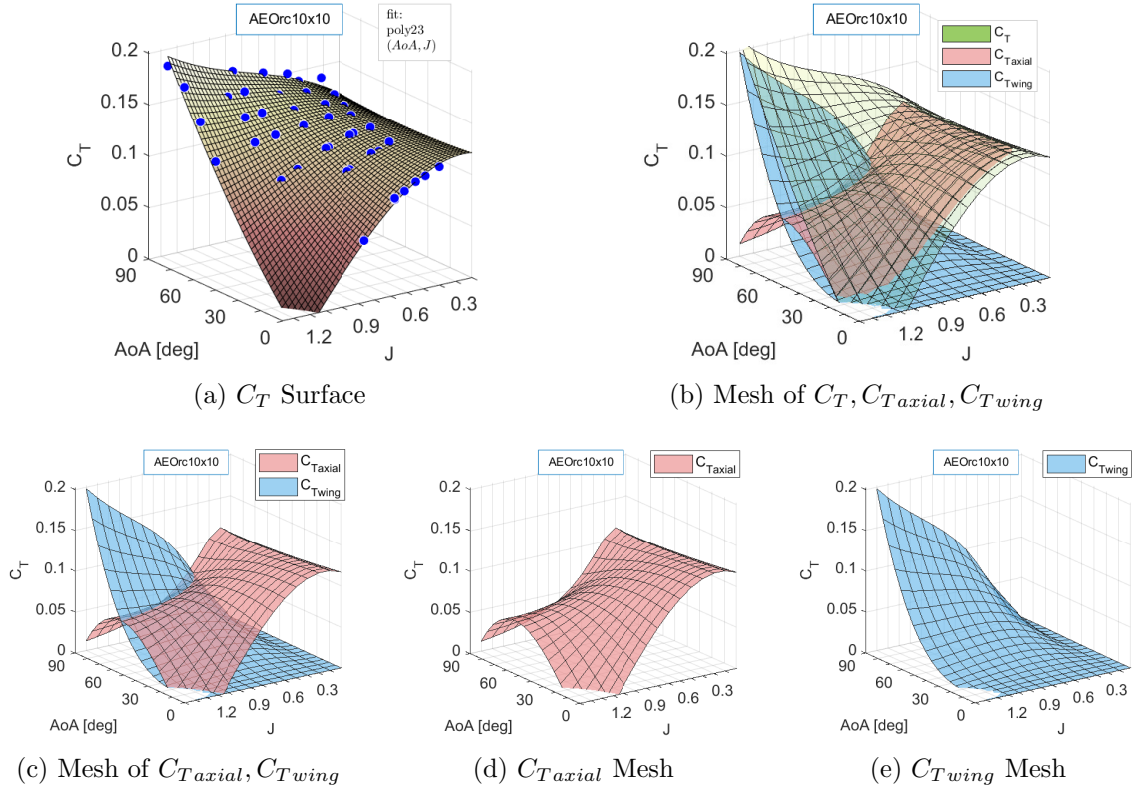 AEOrc10x10
fit:
poly23
(AoA, J)
0.2
0.15
0.1
0.05
0
C_T
90
60
30
0
AoA [deg]
1.2
0.9
0.6
0.3
J
(a) C_T Surface
AEOrc10x10
C_T
C_Taxial
C_Twing
0.2
0.15
0.1
0.05
0
C_T
90
60
30
0
AoA [deg]
1.2
0.9
0.6
0.3
J
(b) Mesh of C_T, C_Taxial, C_Twing
AEOrc10x10
C_Taxial
C_Twing
0.2
0.15
0.1
0.05
0
C_T
90
60
30
0
AoA [deg]
1.2
0.9
0.6
0.3
J
(c) Mesh of C_Taxial, C_Twing
AEOrc10x10
C_Taxial
0.2
0.15
0.1
0.05
0
C_T
90
60
30
0
AoA [deg]
1.2
0.9
0.6
0.3
J
(d) C_Taxial Mesh
AEOrc10x10
C_Twing
0.2
0.15
0.1
0.05
0
C_T
90
60
30
0
AoA [deg]
1.2
0.9
0.6
0.3
J
(e) C_Twing Mesh